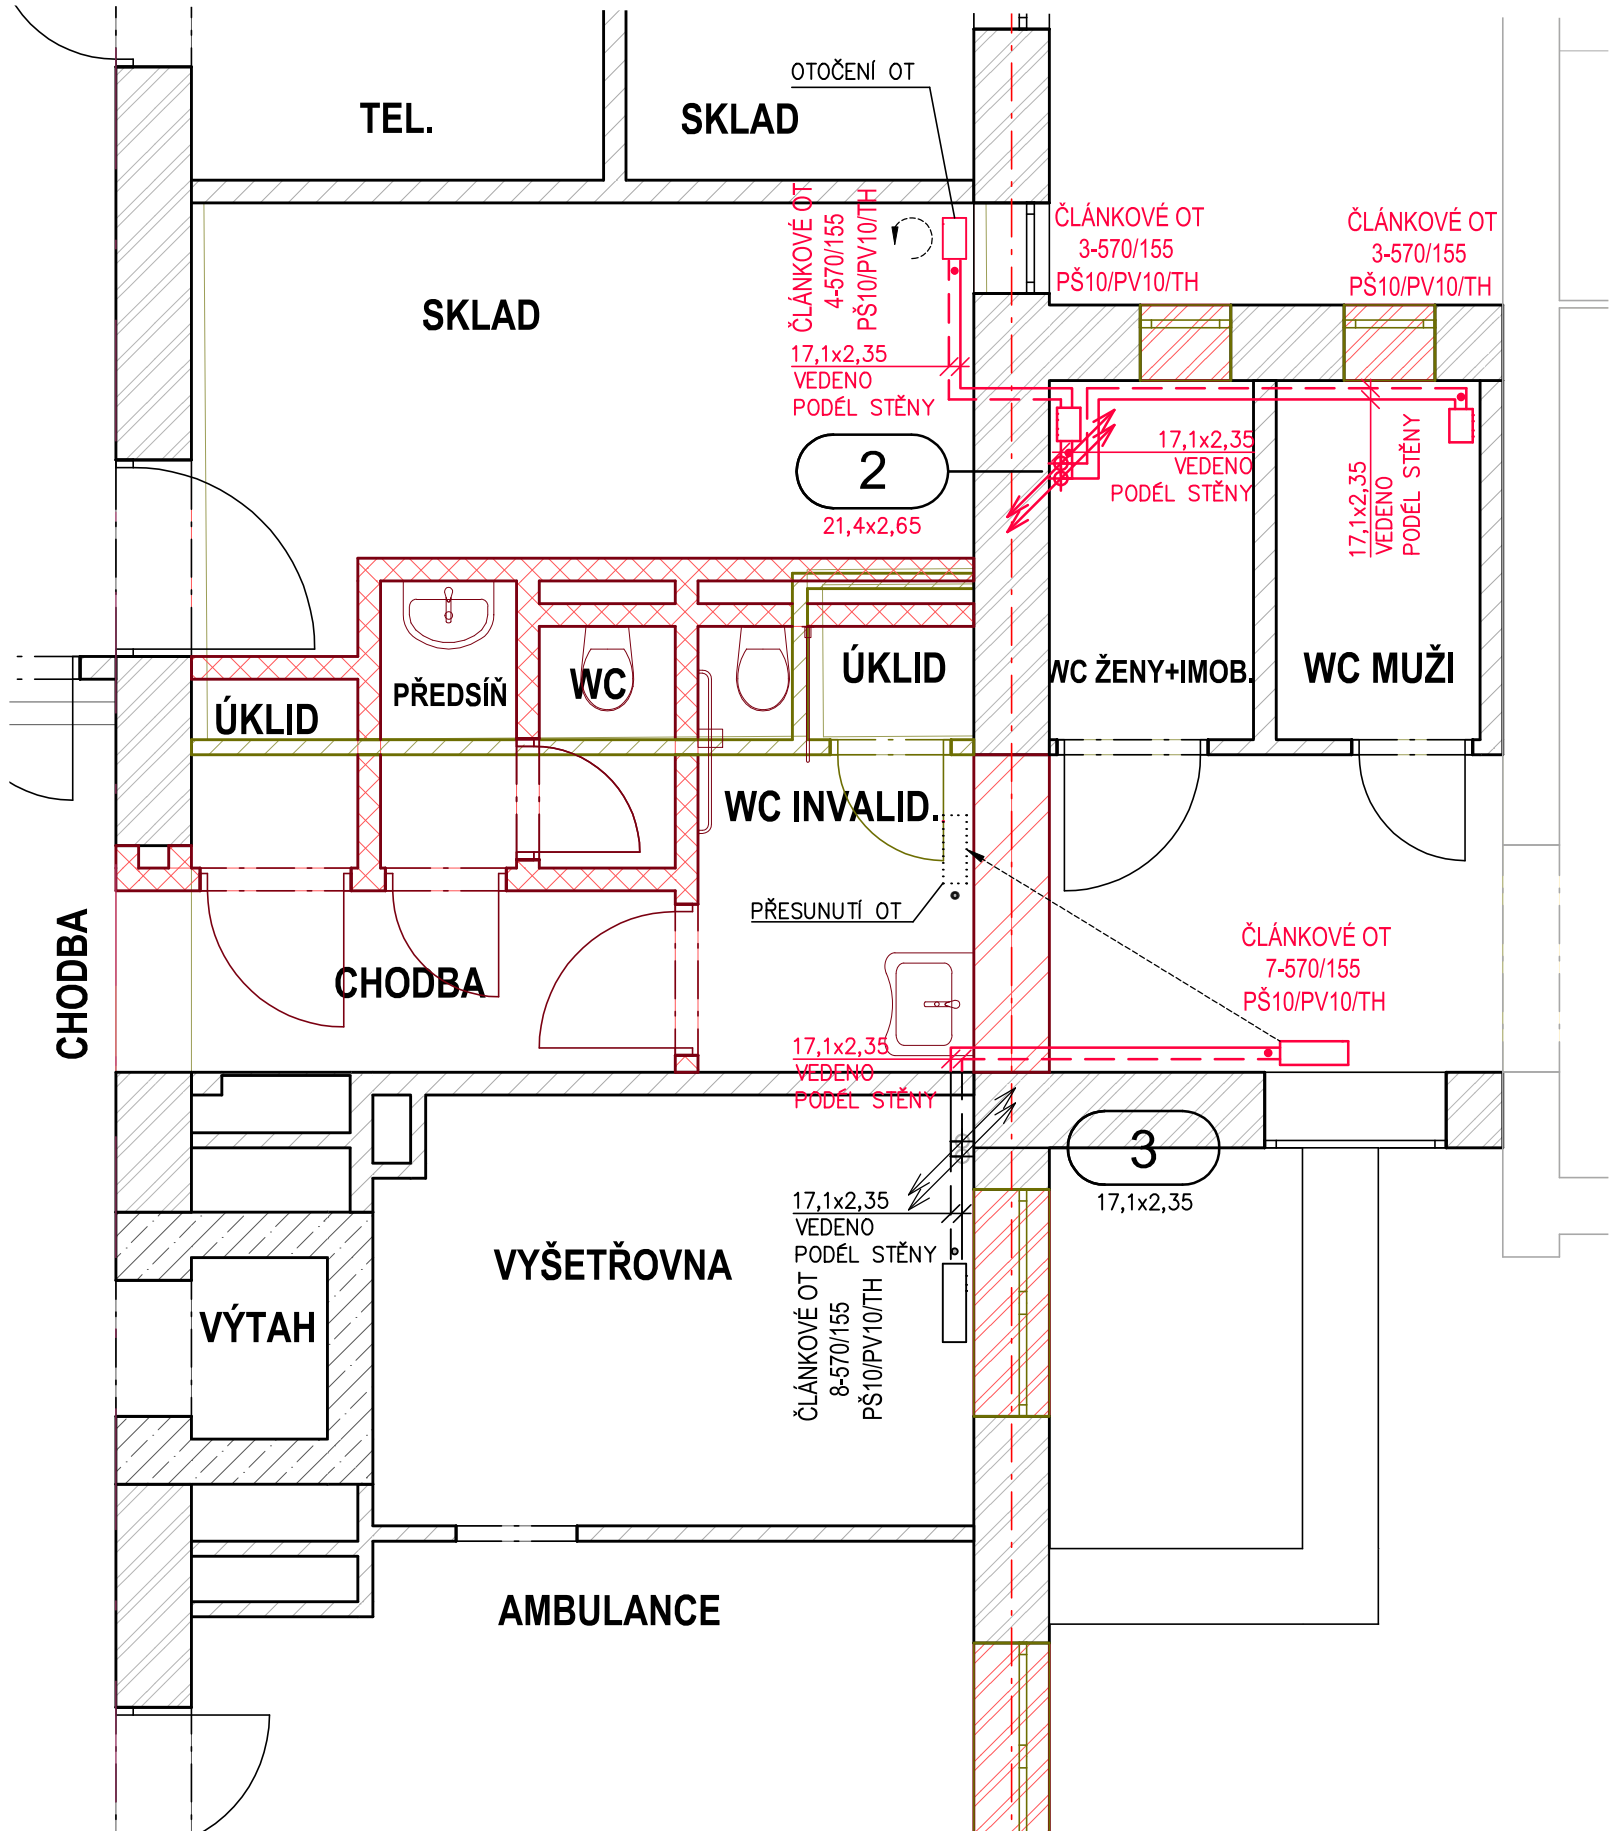 OTOČENÍ OT
TEL.
SKLAD
ČLÁNKOVÉ OT
4-570/155
PŠ10/PV10/TH
ČLÁNKOVÉ OT
3-570/155
PŠ10/PV10/TH
ČLÁNKOVÉ OT
3-570/155
PŠ10/PV10/TH
SKLAD
17,1x2,35
VEDENO
PODÉL STĚNY
2
21,4x2,65
17,1x2,35
VEDENO
PODÉL STĚNY
17,1x2,35
VEDENO
PODÉL STĚNY
ÚKLID
PŘEDSÍŇ
WC
ÚKLID
WC ŽENY+IMOB.
WC MUŽI
WC INVALID.
PŘESUNUTÍ OT
CHODBA
CHODBA
ČLÁNKOVÉ OT
7-570/155
PŠ10/PV10/TH
17,1x2,35
VEDENO
PODÉL STĚNY
3
17,1x2,35
17,1x2,35
VEDENO
PODÉL STĚNY
ČLÁNKOVÉ OT
8-570/155
PŠ10/PV10/TH
VYŠETŘOVNA
VÝTAH
AMBULANCE